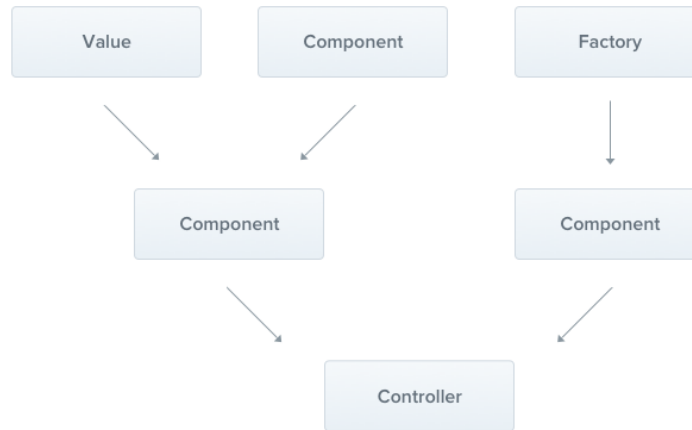 Value
Component
Factory
Component
Component
Controller